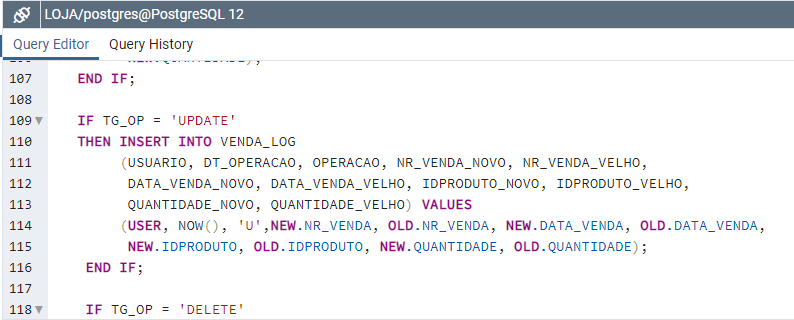 LOJA/postgres@PostgreSQL 12
Query Editor Query History
107 END IF;
108
109 IF TG_OP = 'UPDATE'
110 THEN INSERT INTO VENDA_LOG
111 (USUARIO, DT_OPERACAO, OPERACAO, NR_VENDA_NOVO, NR_VENDA_VELHO,
112 DATA_VENDA_NOVO, DATA_VENDA_VELHO, IDPRODUTO_NOVO, IDPRODUTO_VELHO,
113 QUANTIDADE_NOVO, QUANTIDADE_VELHO) VALUES
114 (USER, NOW(), 'U',NEW.NR_VENDA, OLD.NR_VENDA, NEW.DATA_VENDA, OLD.DATA_VENDA,
115 NEW.IDPRODUTO, OLD.IDPRODUTO, NEW.QUANTIDADE, OLD.QUANTIDADE);
116 END IF;
117
118 IF TG_OP = 'DELETE'